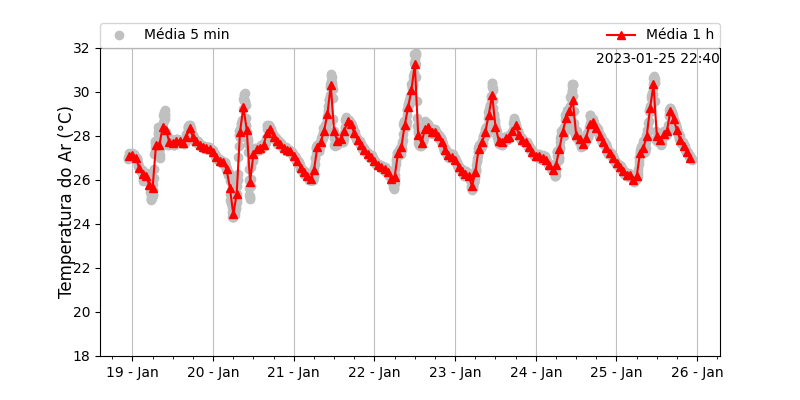 Média 5 min
Média 1 h
2023-01-25 22:40
Temperatura do Ar (°C)
32
30
28
26
24
22
20
18
19 - Jan
20 - Jan
21 - Jan
22 - Jan
23 - Jan
24 - Jan
25 - Jan
26 - Jan